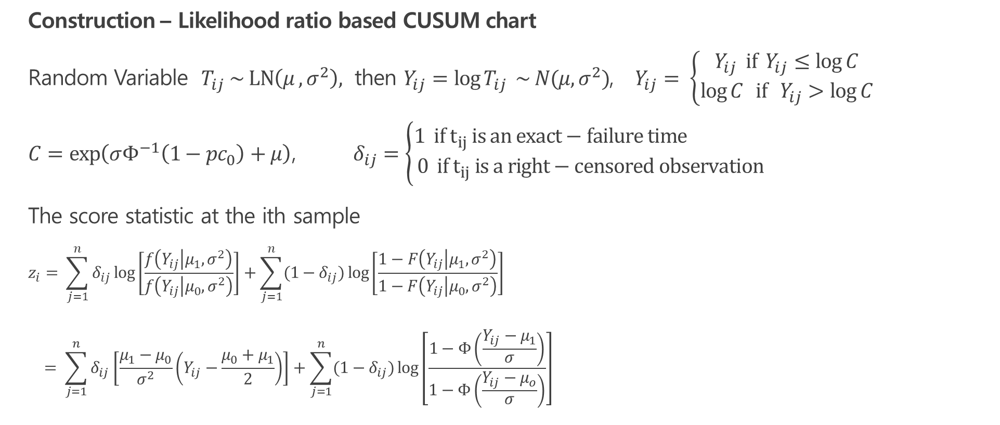 Construction – Likelihood ratio based CUSUM chart
Random Variable $T_{ij} \sim \mathrm{LN}(\mu, \sigma^2)$, then $Y_{ij} = \log T_{ij} \sim N(\mu, \sigma^2)$, $Y_{ij} = \begin{cases} Y_{ij} & \text{if } Y_{ij} \leq \log C \\ \log C & \text{if } Y_{ij} > \log C \end{cases}$
$C = \exp(\sigma\Phi^{-1}(1 - pc_0) + \mu)$, $\delta_{ij} = \begin{cases} 1 & \text{if } \mathrm{t_{ij}} \text{ is an exact} - \text{failure time} \\ 0 & \text{if } \mathrm{t_{ij}} \text{ is a right} - \text{censored observation} \end{cases}$
The score statistic at the ith sample
$z_i = \sum_{j=1}^{n} \delta_{ij} \log \left[ \frac{f(Y_{ij}|\mu_1, \sigma^2)}{f(Y_{ij}|\mu_0, \sigma^2)} \right] + \sum_{j=1}^{n} (1 - \delta_{ij}) \log \left[ \frac{1 - F(Y_{ij}|\mu_1, \sigma^2)}{1 - F(Y_{ij}|\mu_0, \sigma^2)} \right]$
$= \sum_{j=1}^{n} \delta_{ij} \left[ \frac{\mu_1 - \mu_0}{\sigma^2} \left( Y_{ij} - \frac{\mu_0 + \mu_1}{2} \right) \right] + \sum_{j=1}^{n} (1 - \delta_{ij}) \log \left[ \frac{1 - \Phi \left( \frac{Y_{ij} - \mu_1}{\sigma} \right)}{1 - \Phi \left( \frac{Y_{ij} - \mu_o}{\sigma} \right)} \right]$